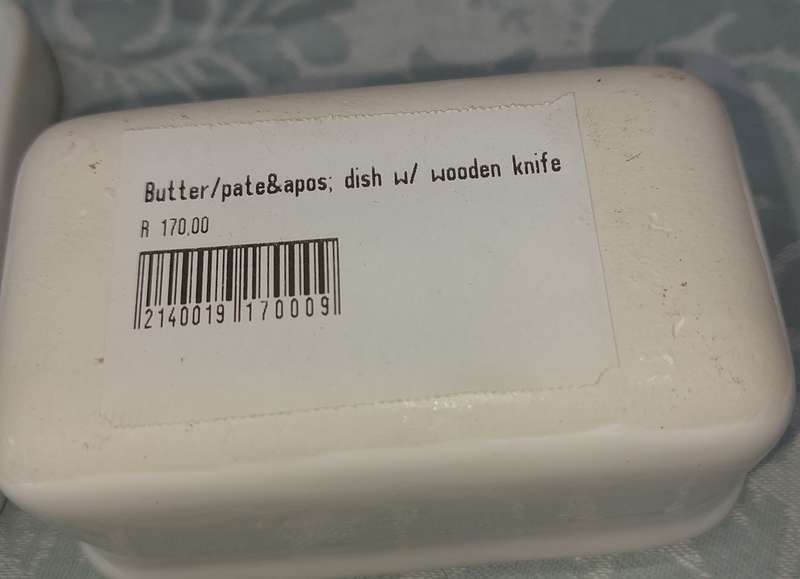 Butter/pate&apos; dish w/ wooden knife
R 170,00
2140019 170009